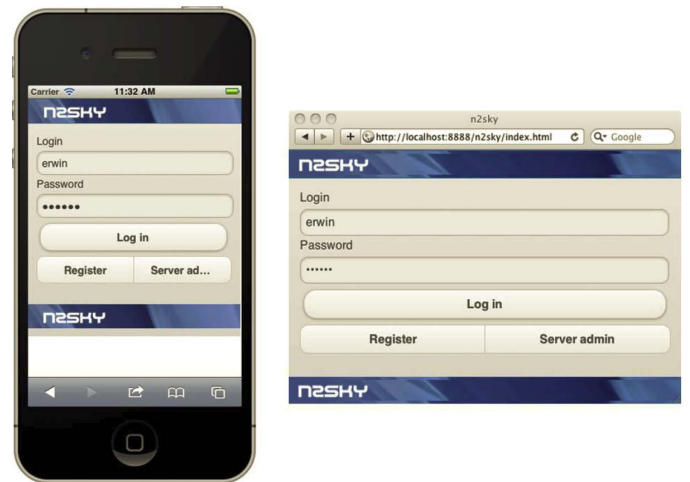 Carrier 11:32 AM
n2sky
Login
erwin
Password
••••••
Log in
Register Server ad...
n2sky
n2sky
http://localhost:8888/n2sky/index.html Google
n2sky
Login
erwin
Password
••••••
Log in
Register Server admin
n2sky